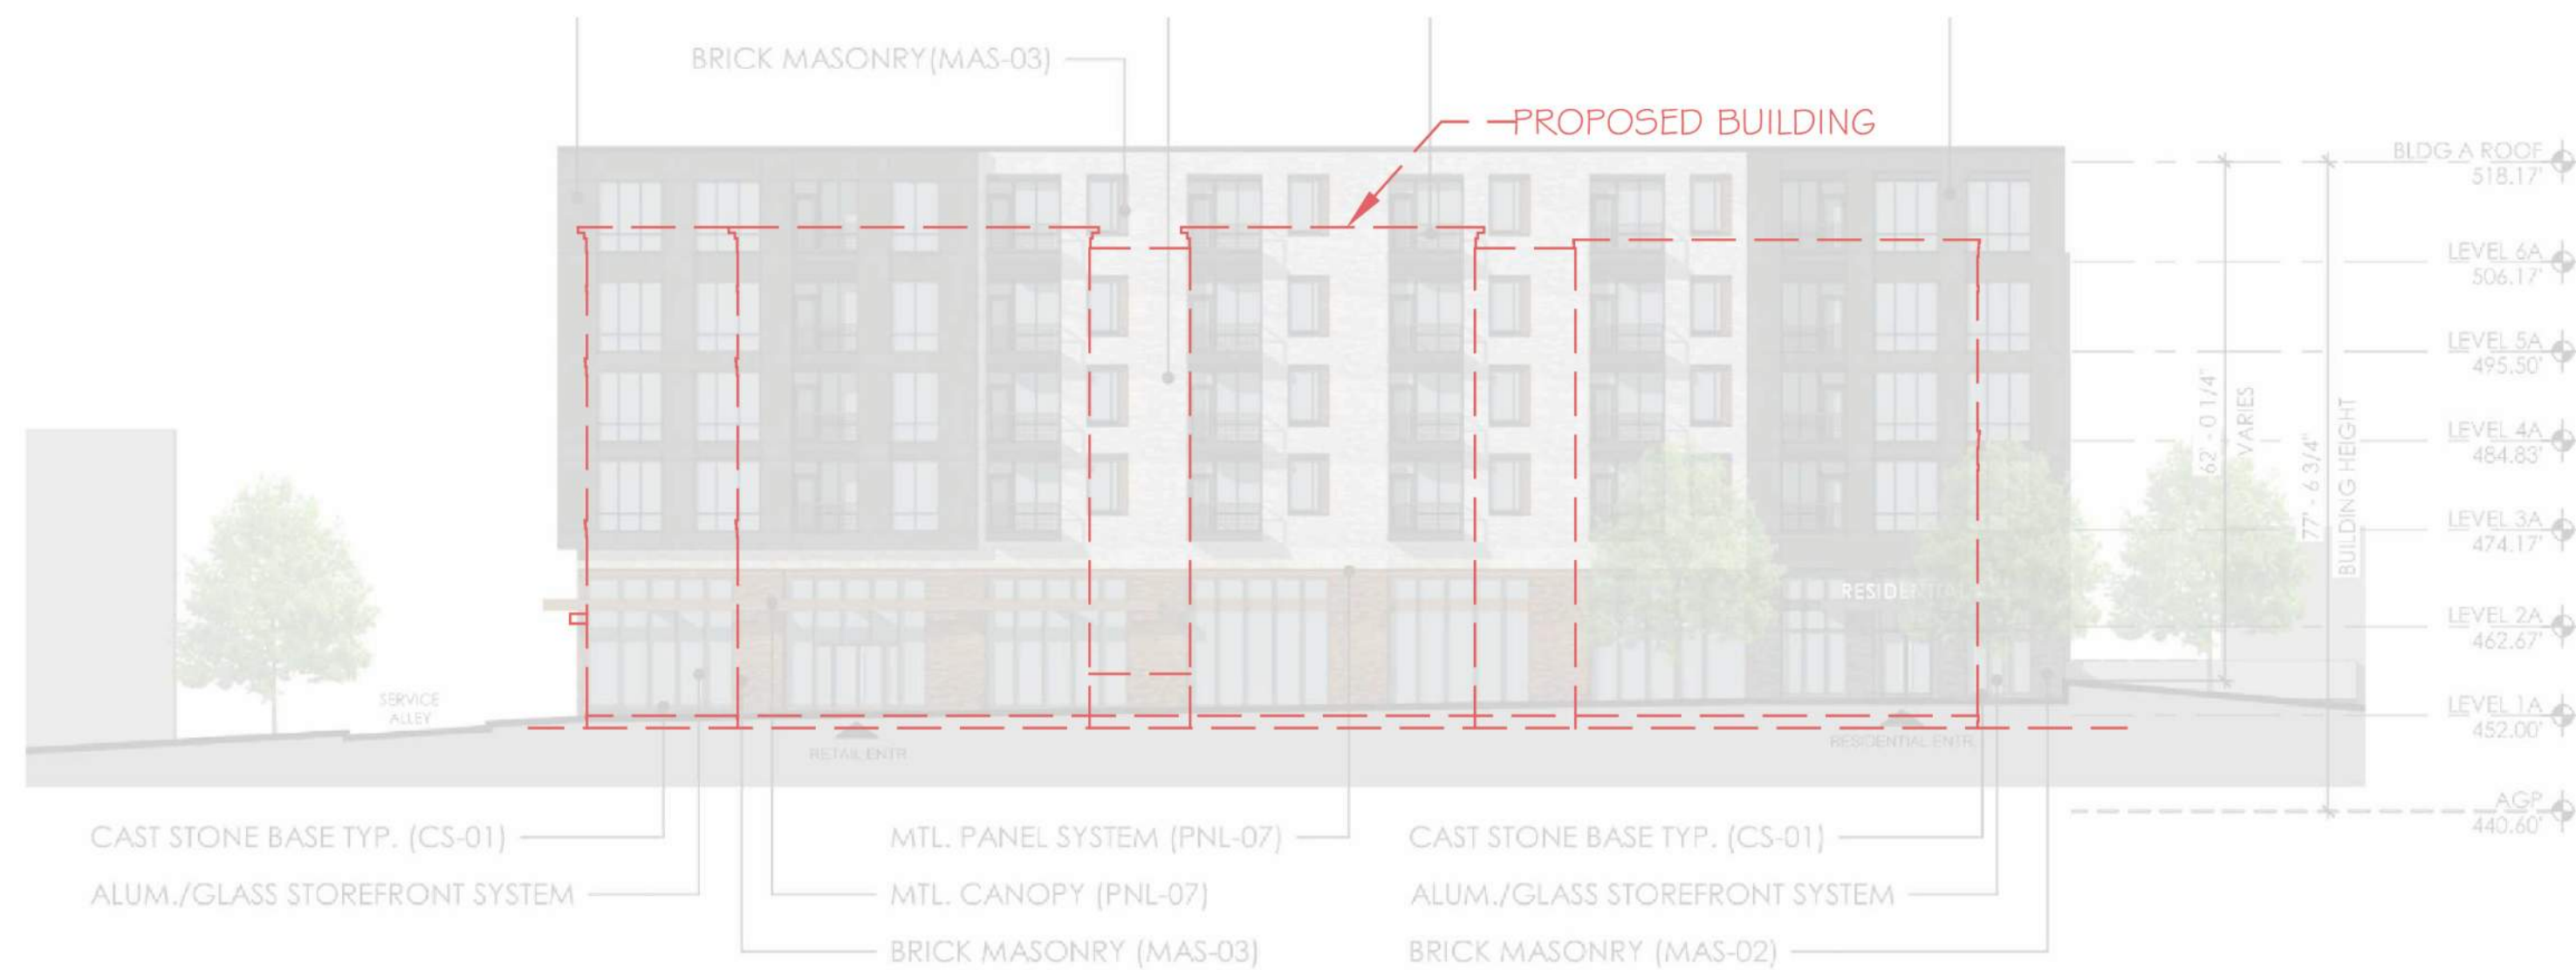 BRICK MASONRY(MAS-03)
PROPOSED BUILDING
BLDG A ROOF
518.17'
LEVEL 6A
506.17'
LEVEL 5A
495.50'
LEVEL 4A
484.83'
LEVEL 3A
474.17'
LEVEL 2A
462.67'
LEVEL 1A
452.00'
AGP
440.60'
62' - 0 1/4"
VARIES
77' - 6 3/4"
BUILDING HEIGHT
RESIDENTIAL
SERVICE
ALLEY
RETAIL ENTR.
RESIDENTIAL ENTR.
CAST STONE BASE TYP. (CS-01)
ALUM./GLASS STOREFRONT SYSTEM
MTL. PANEL SYSTEM (PNL-07)
MTL. CANOPY (PNL-07)
BRICK MASONRY (MAS-03)
CAST STONE BASE TYP. (CS-01)
ALUM./GLASS STOREFRONT SYSTEM
BRICK MASONRY (MAS-02)